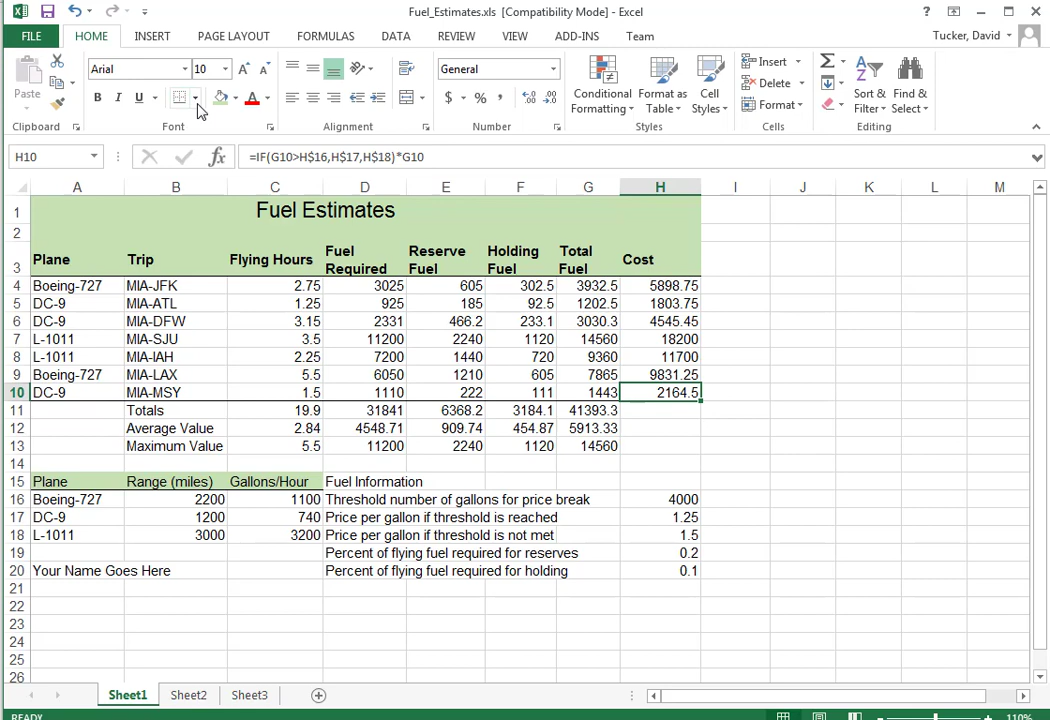 Fuel_Estimates.xls [Compatibility Mode] - Excel
?
FILE HOME INSERT PAGE LAYOUT FORMULAS DATA REVIEW VIEW ADD-INS Team Tucker, David
Paste
Arial 10
General
B I U
$ % ,
Conditional Formatting
Format as Table
Cell Styles
Insert
Delete
Format
Sort & Filter
Find & Select
Clipboard Font Alignment Number Styles Cells Editing
H10 fx =IF(G10>H$16,H$17,H$18)*G10
A B C D E F G H I J K L M
1 Fuel Estimates
2
3 Plane Trip Flying Hours Fuel Required Reserve Fuel Holding Fuel Total Fuel Cost
4 Boeing-727 MIA-JFK 2.75 3025 605 302.5 3932.5 5898.75
5 DC-9 MIA-ATL 1.25 925 185 92.5 1202.5 1803.75
6 DC-9 MIA-DFW 3.15 2331 466.2 233.1 3030.3 4545.45
7 L-1011 MIA-SJU 3.5 11200 2240 1120 14560 18200
8 L-1011 MIA-IAH 2.25 7200 1440 720 9360 11700
9 Boeing-727 MIA-LAX 5.5 6050 1210 605 7865 9831.25
10 DC-9 MIA-MSY 1.5 1110 222 111 1443 2164.5
11 Totals 19.9 31841 6368.2 3184.1 41393.3
12 Average Value 2.84 4548.71 909.74 454.87 5913.33
13 Maximum Value 5.5 11200 2240 1120 14560
14
15 Plane Range (miles) Gallons/Hour Fuel Information
16 Boeing-727 2200 1100 Threshold number of gallons for price break 4000
17 DC-9 1200 740 Price per gallon if threshold is reached 1.25
18 L-1011 3000 3200 Price per gallon if threshold is not met 1.5
19 Percent of flying fuel required for reserves 0.2
20 Your Name Goes Here Percent of flying fuel required for holding 0.1
21
22
23
24
25
26
Sheet1 Sheet2 Sheet3
READY 110%